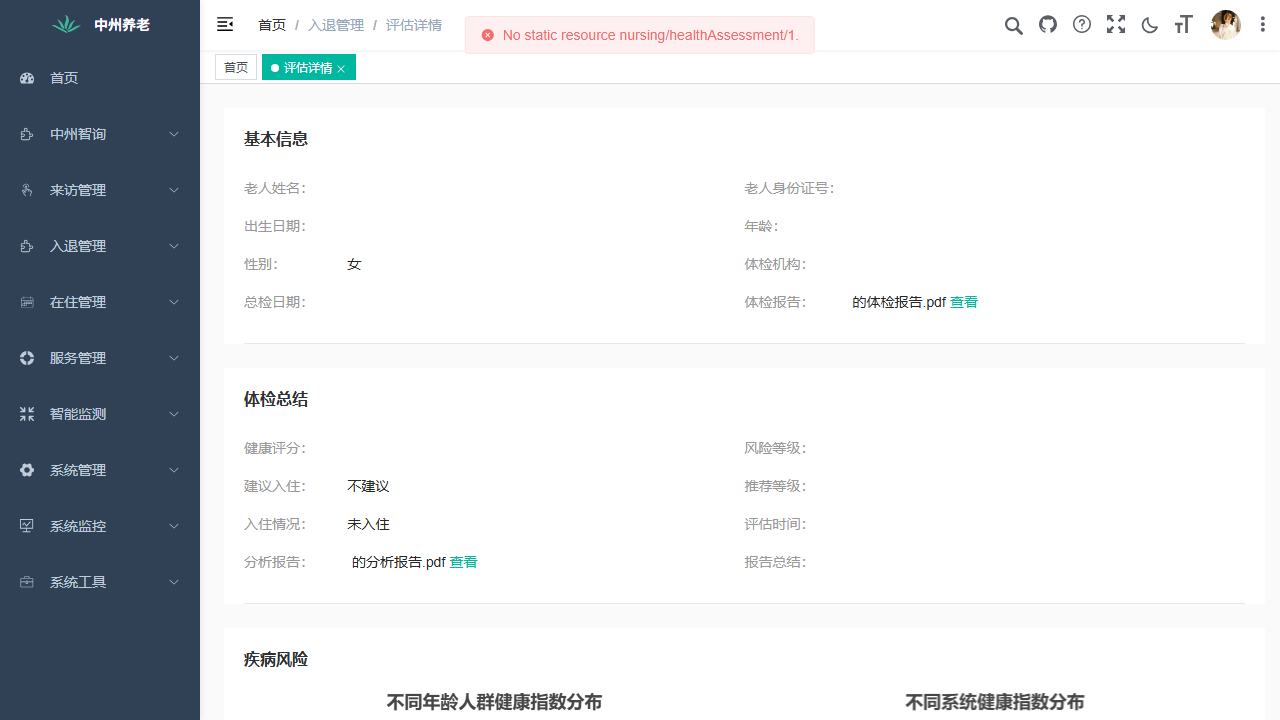 中州养老
首页 / 入退管理 / 评估详情
No static resource nursing/healthAssessment/1.
首页
评估详情
首页
中州智询
来访管理
入退管理
在住管理
服务管理
智能监测
系统管理
系统监控
系统工具
基本信息
老人姓名： 老人身份证号：
出生日期： 年龄：
性别： 女 体检机构：
总检日期： 体检报告： 的体检报告.pdf 查看
体检总结
健康评分： 风险等级：
建议入住： 不建议 推荐等级：
入住情况： 未入住 评估时间：
分析报告： 的分析报告.pdf 查看 报告总结：
疾病风险
不同年龄人群健康指数分布 不同系统健康指数分布